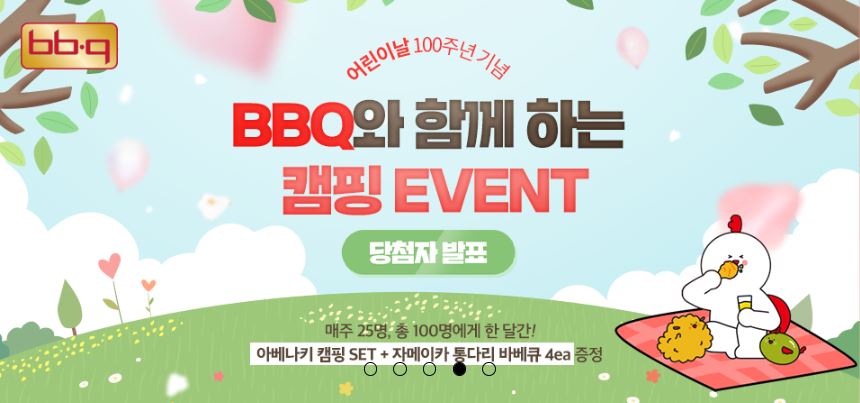 bb.q
어린이날 100주년 기념
BBQ와 함께 하는
캠핑 EVENT
당첨자 발표
매주 25명, 총 100명에게 한 달간!
아베나키 캠핑 SET + 자메이카 통다리 바베큐 4ea 증정